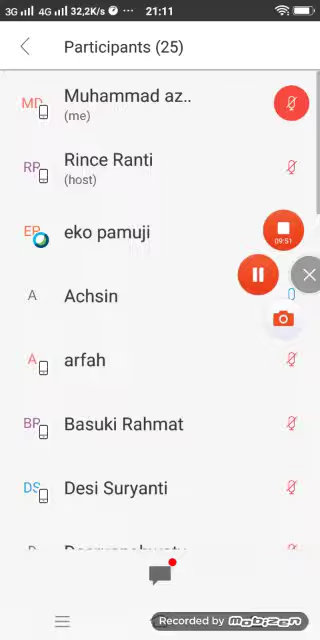 3G 4G 32,2K/s ··· 21:11
Participants (25)
MD Muhammad az..
(me)
RP Rince Ranti
(host)
EP eko pamuji
09:51
A Achsin
A arfah
BR Basuki Rahmat
DS Desi Suryanti
Recorded by mobizen